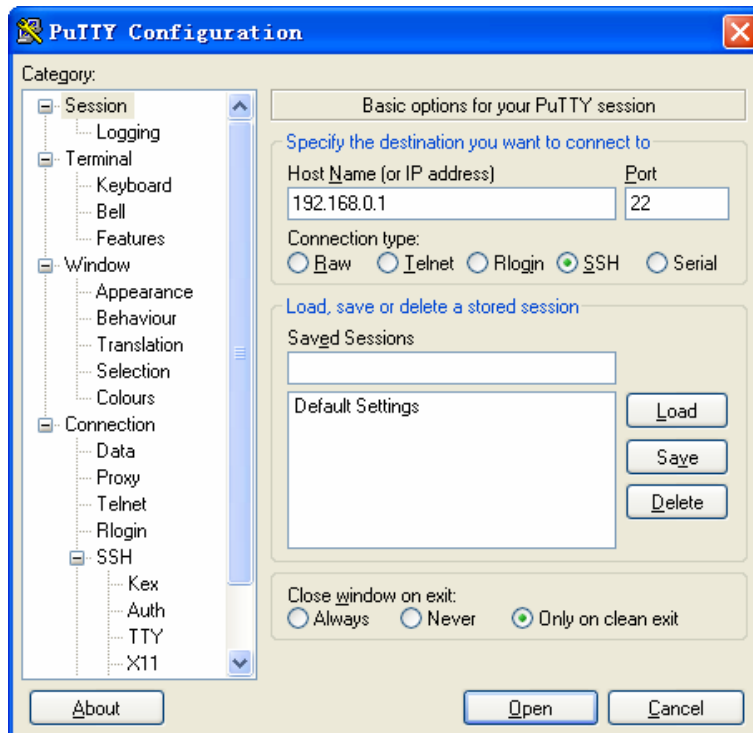 PuTTY Configuration
Category:
Session
Logging
Terminal
Keyboard
Bell
Features
Window
Appearance
Behaviour
Translation
Selection
Colours
Connection
Data
Proxy
Telnet
Rlogin
SSH
Kex
Auth
TTY
X11
Basic options for your PuTTY session
Specify the destination you want to connect to
Host Name (or IP address) Port
192.168.0.1 22
Connection type:
Raw Telnet Rlogin SSH Serial
Load, save or delete a stored session
Saved Sessions
Default Settings
Load
Save
Delete
Close window on exit:
Always Never Only on clean exit
About Open Cancel